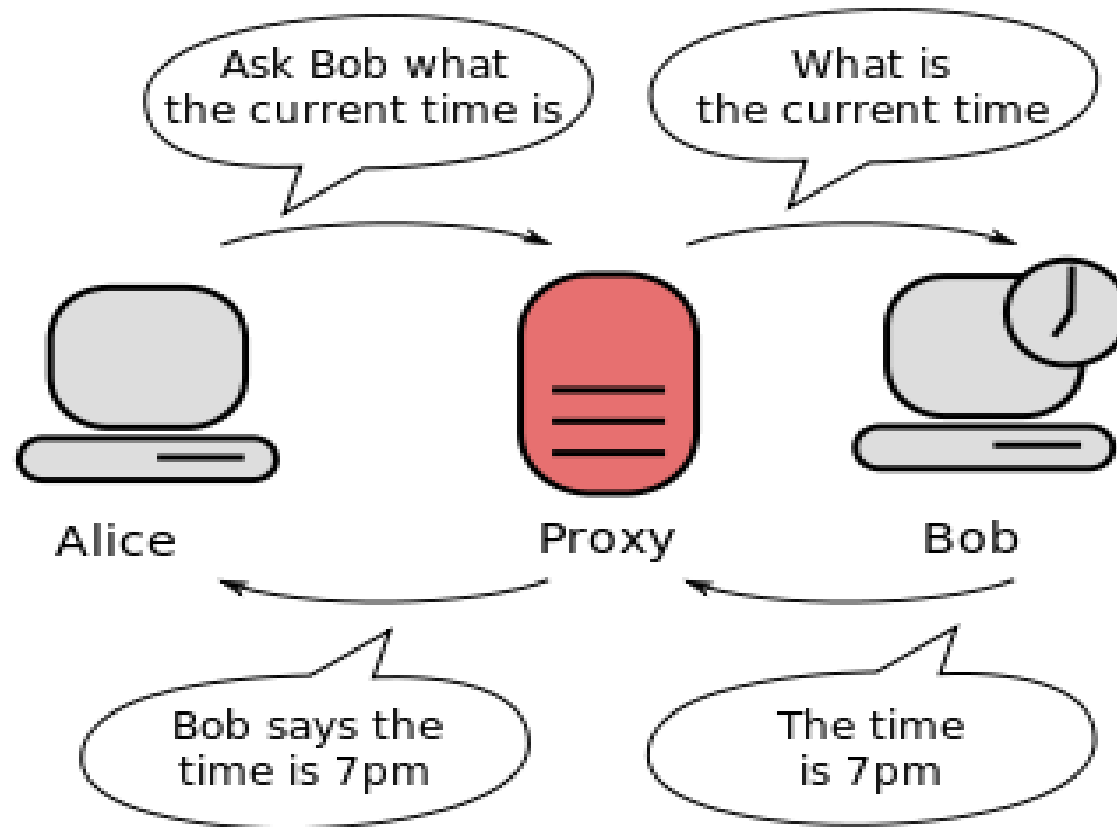 Ask Bob what
the current time is
What is
the current time
Alice
Proxy
Bob
Bob says the
time is 7pm
The time
is 7pm